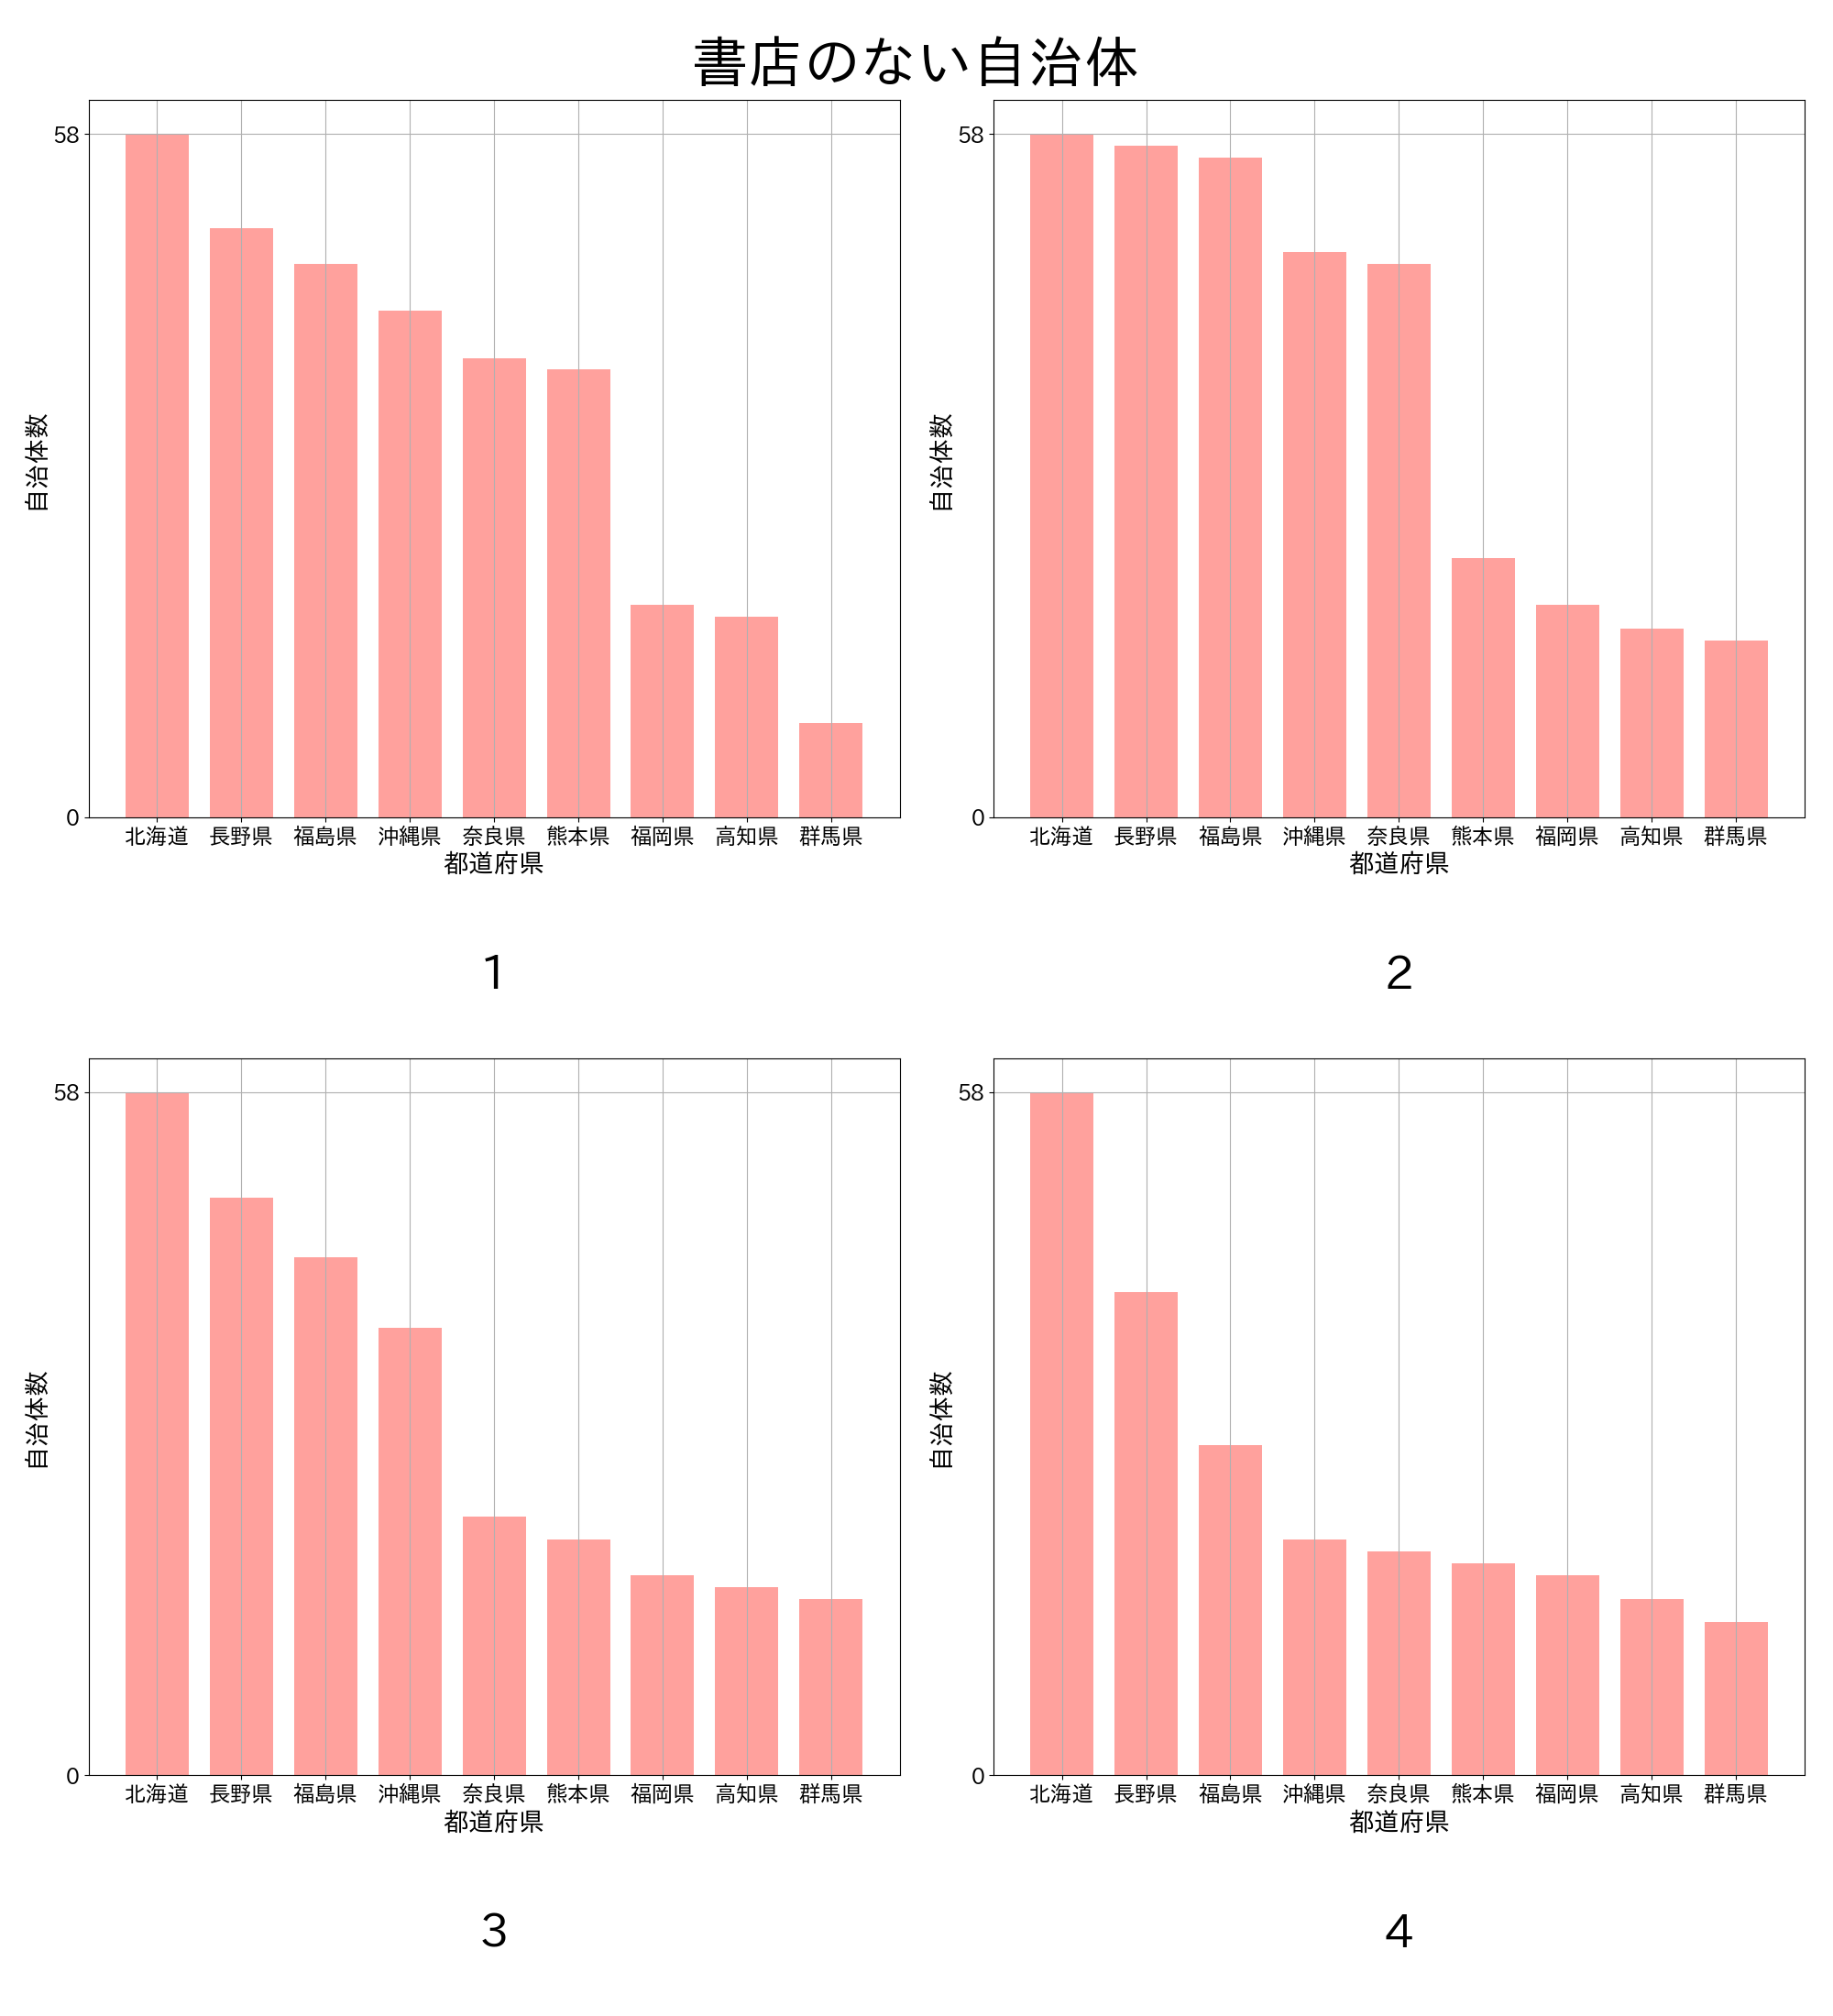 書店のない自治体
58
自治体数
0
北海道 長野県 福島県 沖縄県 奈良県 熊本県 福岡県 高知県 群馬県
都道府県
1
58
自治体数
0
北海道 長野県 福島県 沖縄県 奈良県 熊本県 福岡県 高知県 群馬県
都道府県
2
58
自治体数
0
北海道 長野県 福島県 沖縄県 奈良県 熊本県 福岡県 高知県 群馬県
都道府県
3
58
自治体数
0
北海道 長野県 福島県 沖縄県 奈良県 熊本県 福岡県 高知県 群馬県
都道府県
4